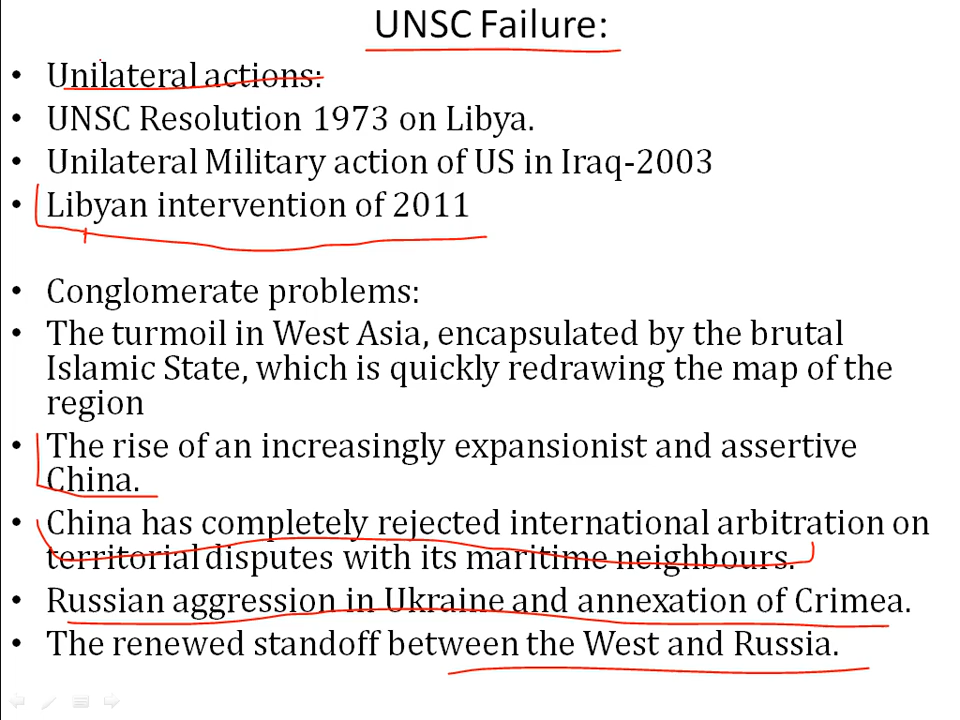 UNSC Failure:
• Unilateral actions:
• UNSC Resolution 1973 on Libya.
• Unilateral Military action of US in Iraq-2003
• Libyan intervention of 2011
• Conglomerate problems:
• The turmoil in West Asia, encapsulated by the brutal
Islamic State, which is quickly redrawing the map of the
region
• The rise of an increasingly expansionist and assertive
China.
• China has completely rejected international arbitration on
territorial disputes with its maritime neighbours.
• Russian aggression in Ukraine and annexation of Crimea.
• The renewed standoff between the West and Russia.